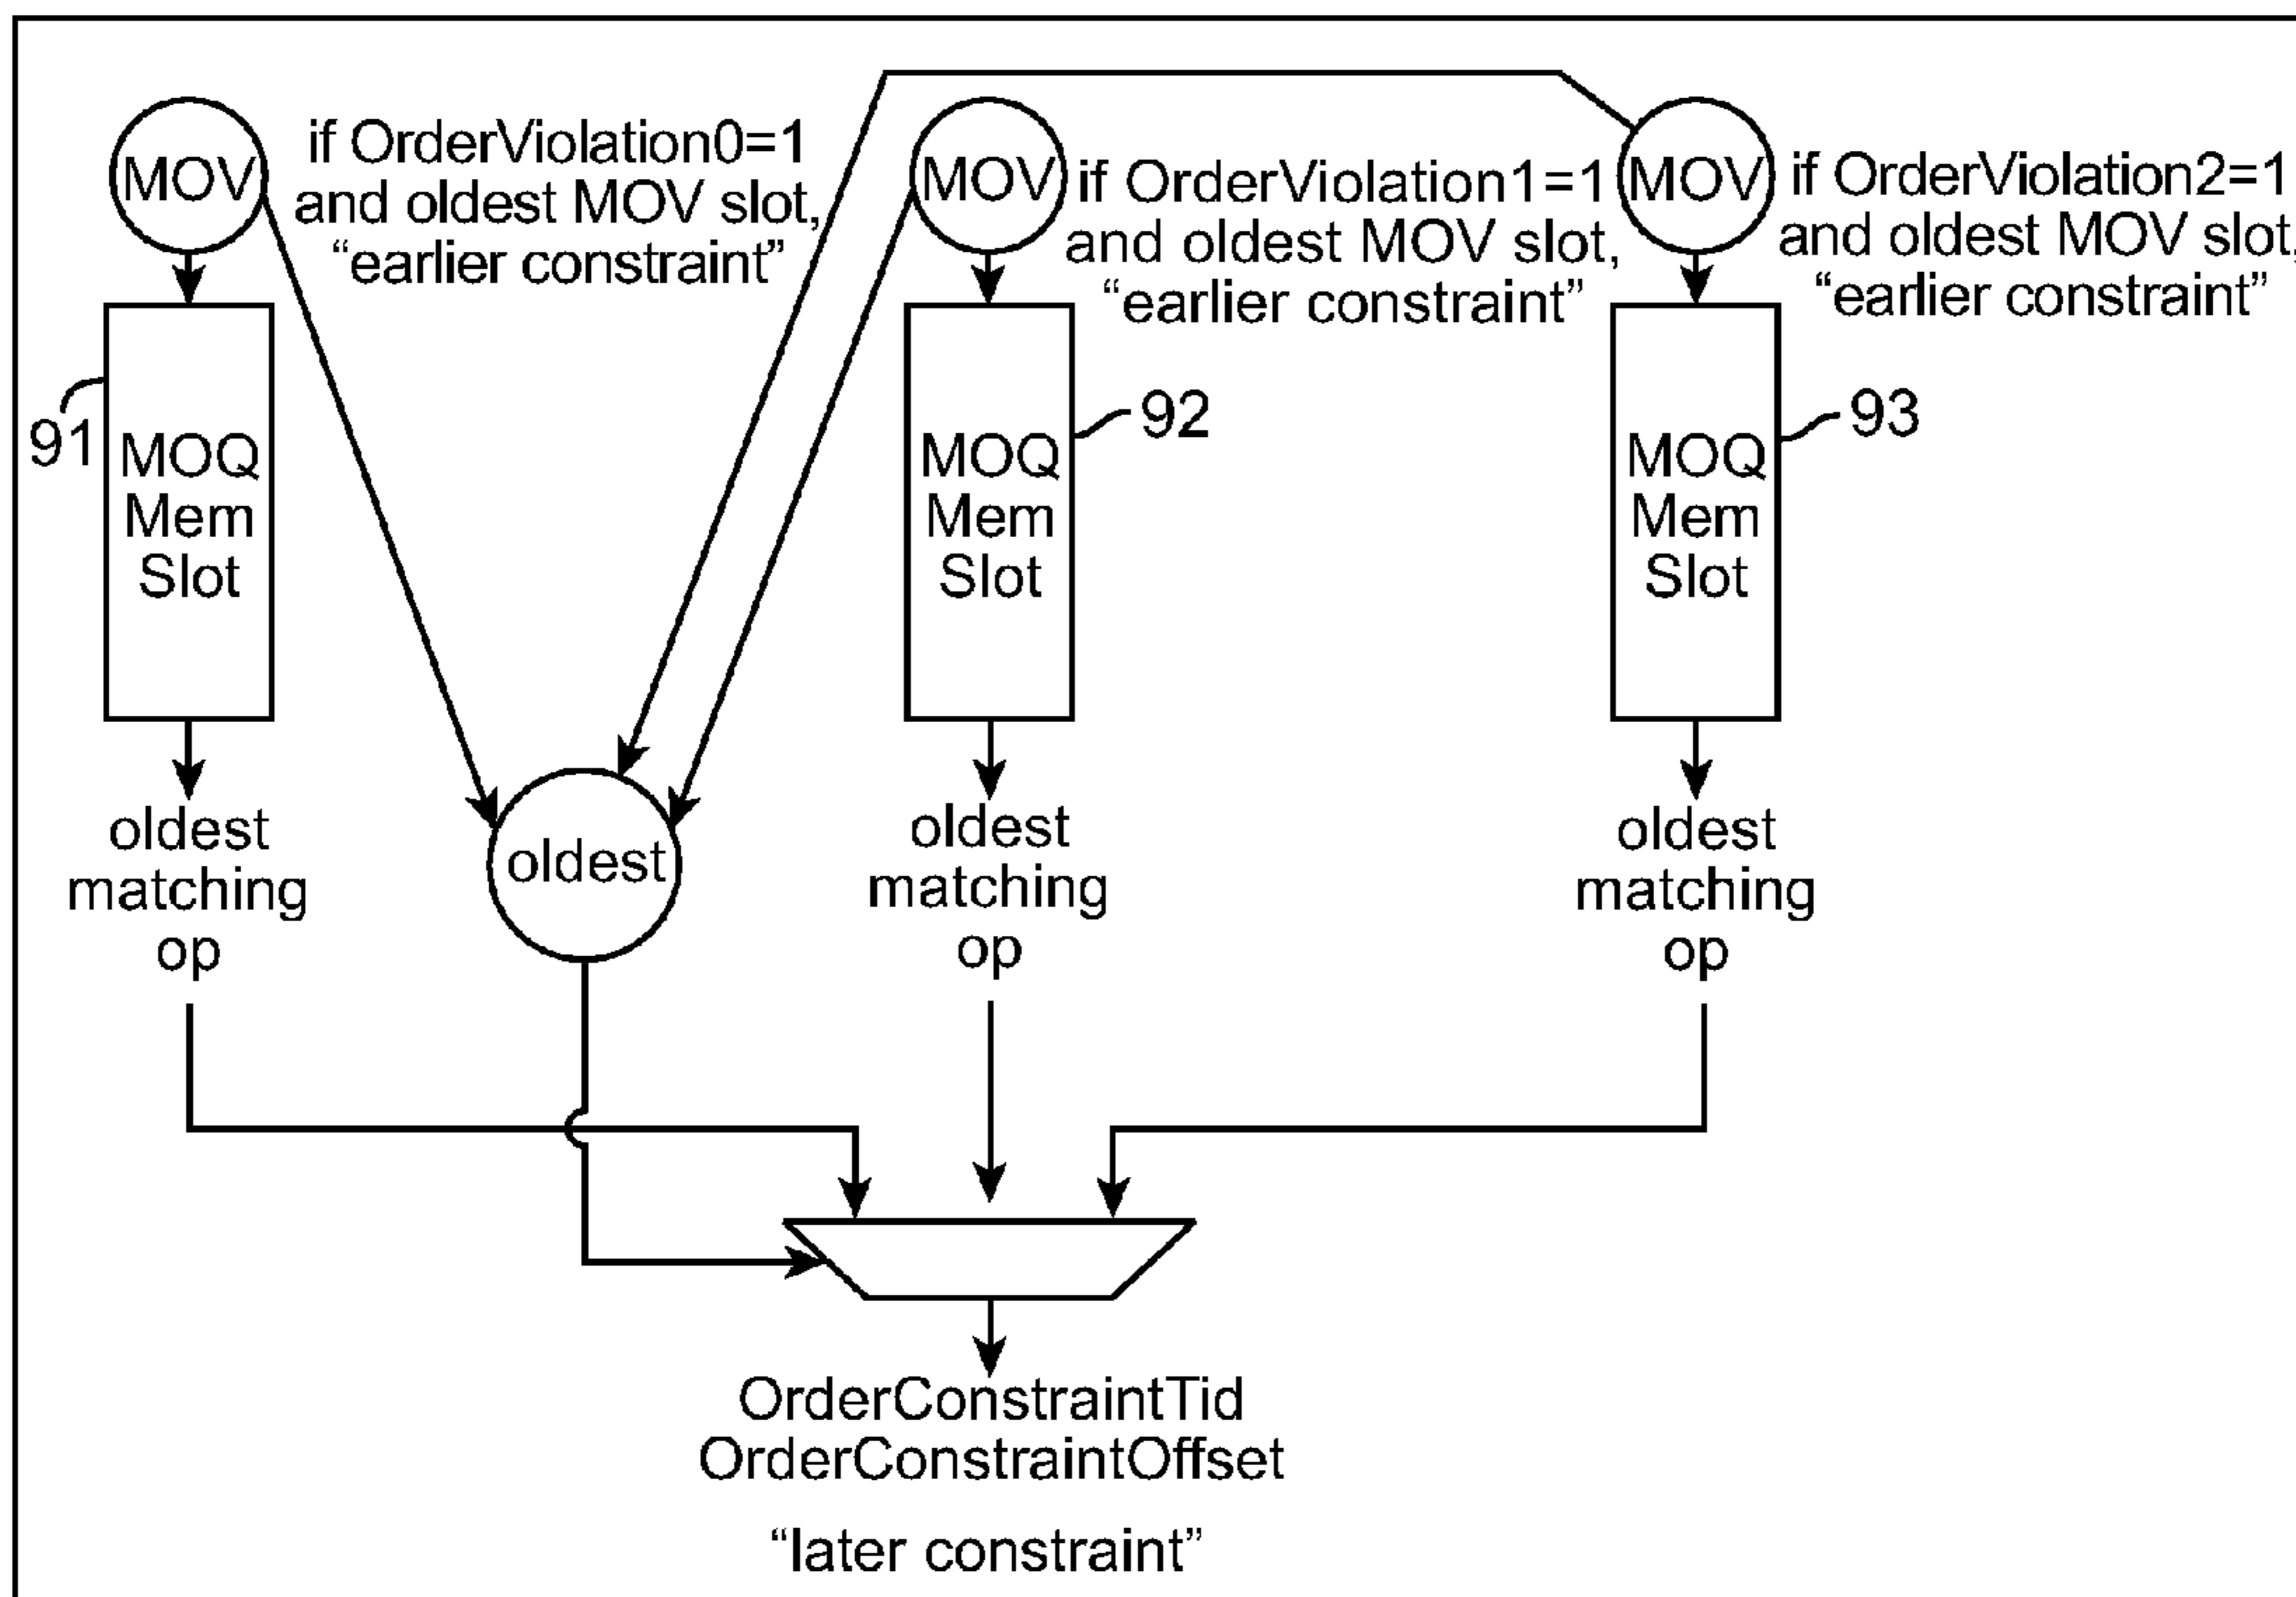 MOV
if OrderViolation0=1
and oldest MOV slot,
“earlier constraint”
MOV
if OrderViolation1=1
and oldest MOV slot,
“earlier constraint”
MOV
if OrderViolation2=1
and oldest MOV slot,
“earlier constraint”
91
MOQ
Mem
Slot
92
MOQ
Mem
Slot
93
MOQ
Mem
Slot
oldest
matching
op
oldest
oldest
matching
op
oldest
matching
op
OrderConstraintTid
OrderConstraintOffset
“later constraint”